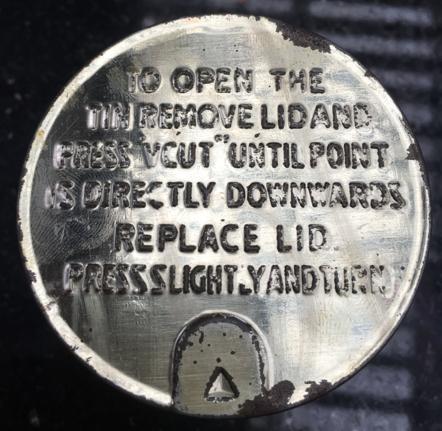 TO OPEN THE
TIN REMOVE LID AND
PRESS "V CUT" UNTIL POINT
IS DIRECTLY DOWNWARDS
REPLACE LID.
PRESS SLIGHTLY AND TURN